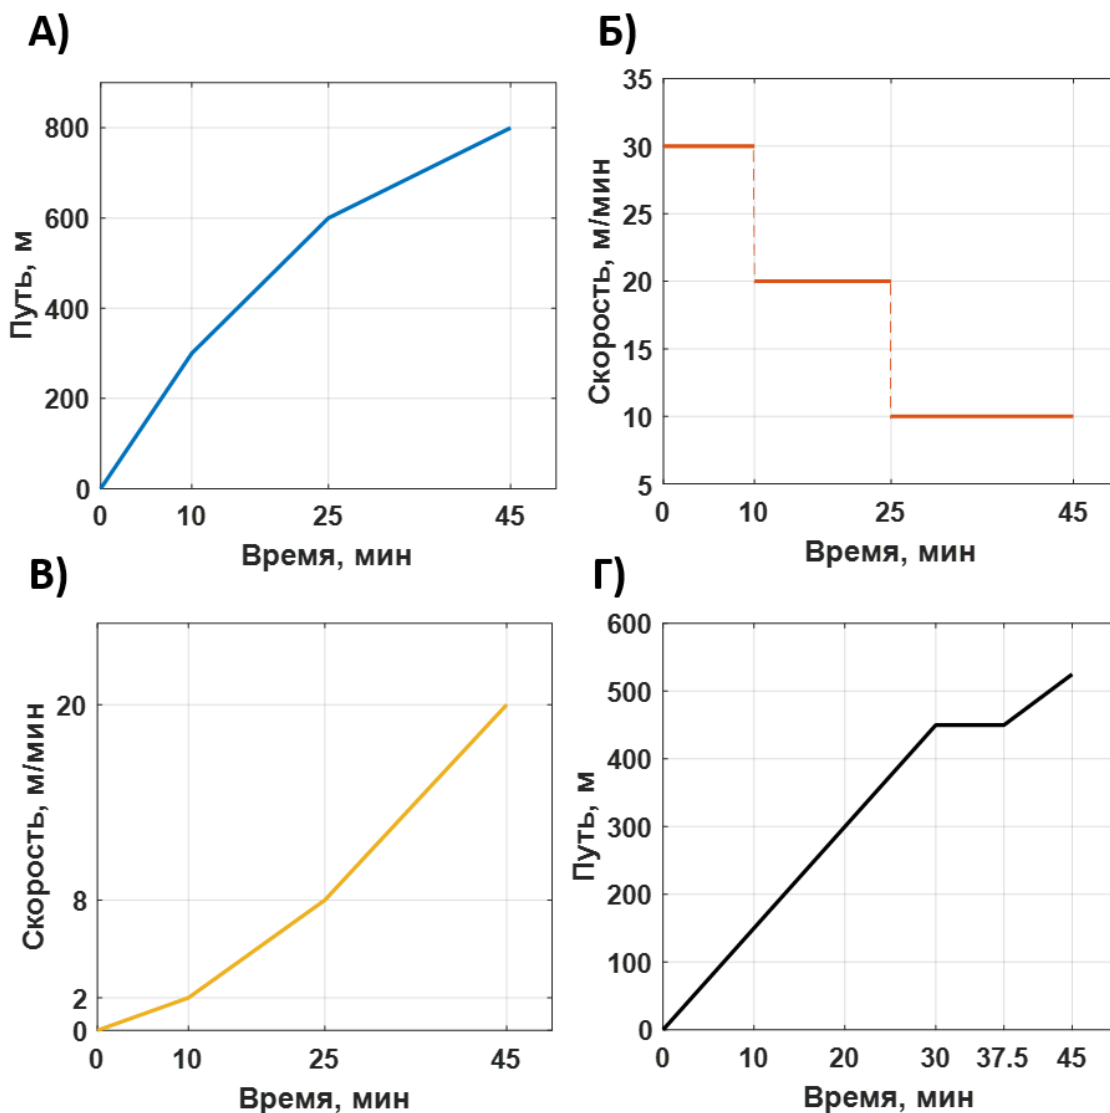 А)
800
600
400
200
0
Путь, м
0 10 25 45
Время, мин
Б)
35
30
25
20
15
10
5
Скорость, м/мин
0 10 25 45
Время, мин
В)
20
8
2
0
Скорость, м/мин
0 10 25 45
Время, мин
Г)
600
500
400
300
200
100
0
Путь, м
0 10 20 30 37.5 45
Время, мин